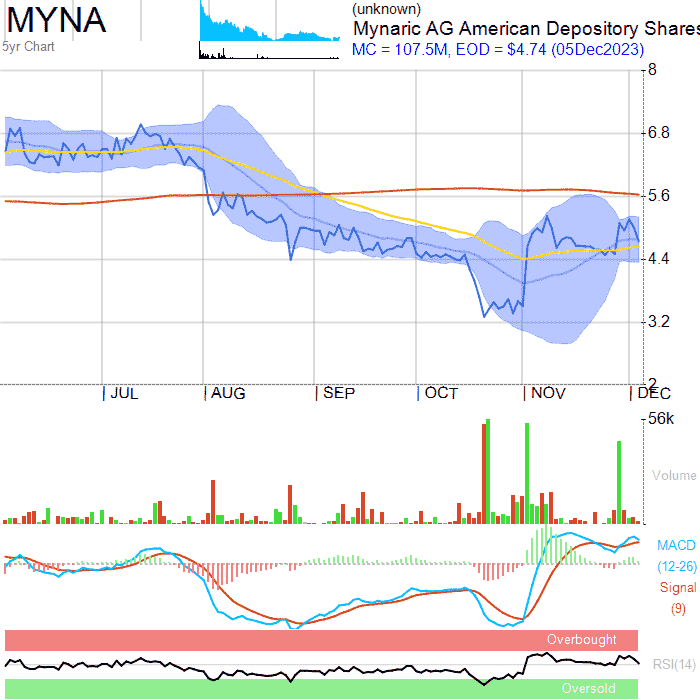 MYNA
5yr Chart
(unknown)
Mynaric AG American Depository Shares
MC = 107.5M, EOD = $4.74 (05Dec2023)
8
6.8
5.6
4.4
3.2
2
JUL AUG SEP OCT NOV DEC
56k
Volume
MACD
(12-26)
Signal
(9)
Overbought
RSI(14)
Oversold